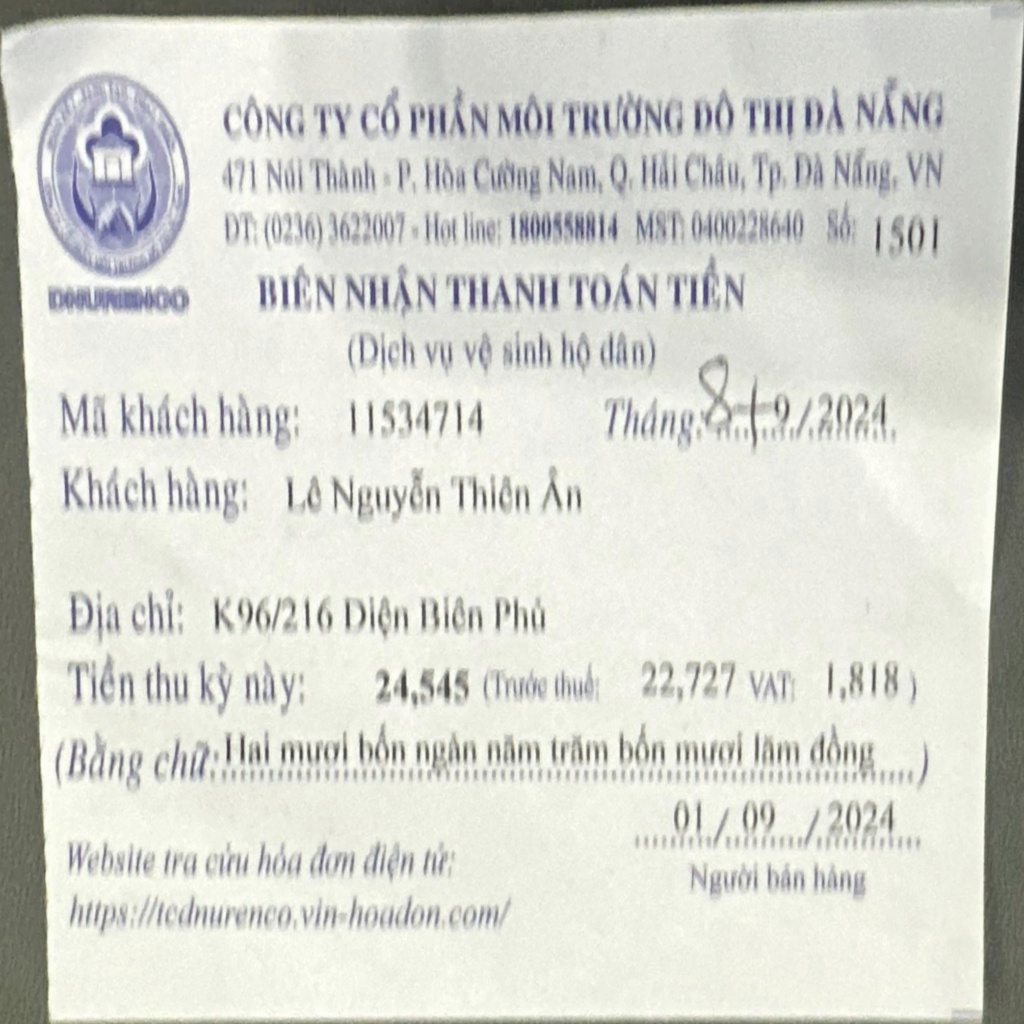 CÔNG TY CỔ PHẦN MÔI TRƯỜNG ĐÔ THỊ ĐÀ NẴNG
471 Núi Thành - P. Hòa Cường Nam, Q. Hải Châu, Tp. Đà Nẵng, VN
ĐT: (0236) 3622007 - Hot line: 1800558814 MST: 0400228640 Số: 1501
DNURENCO
BIÊN NHẬN THANH TOÁN TIỀN
(Dịch vụ vệ sinh hộ dân)
Mã khách hàng: 11534714 Tháng: 8+9/2024
Khách hàng: Lê Nguyễn Thiên Ân
Địa chỉ: K96/216 Điện Biên Phủ
Tiền thu kỳ này: 24,545 (Trước thuế: 22,727 VAT: 1,818 )
(Bằng chữ: Hai mươi bốn ngàn năm trăm bốn mươi lăm đồng )
01 / 09 / 2024
Người bán hàng
Website tra cứu hóa đơn điện tử:
https://tcdnurenco.vin-hoadon.com/